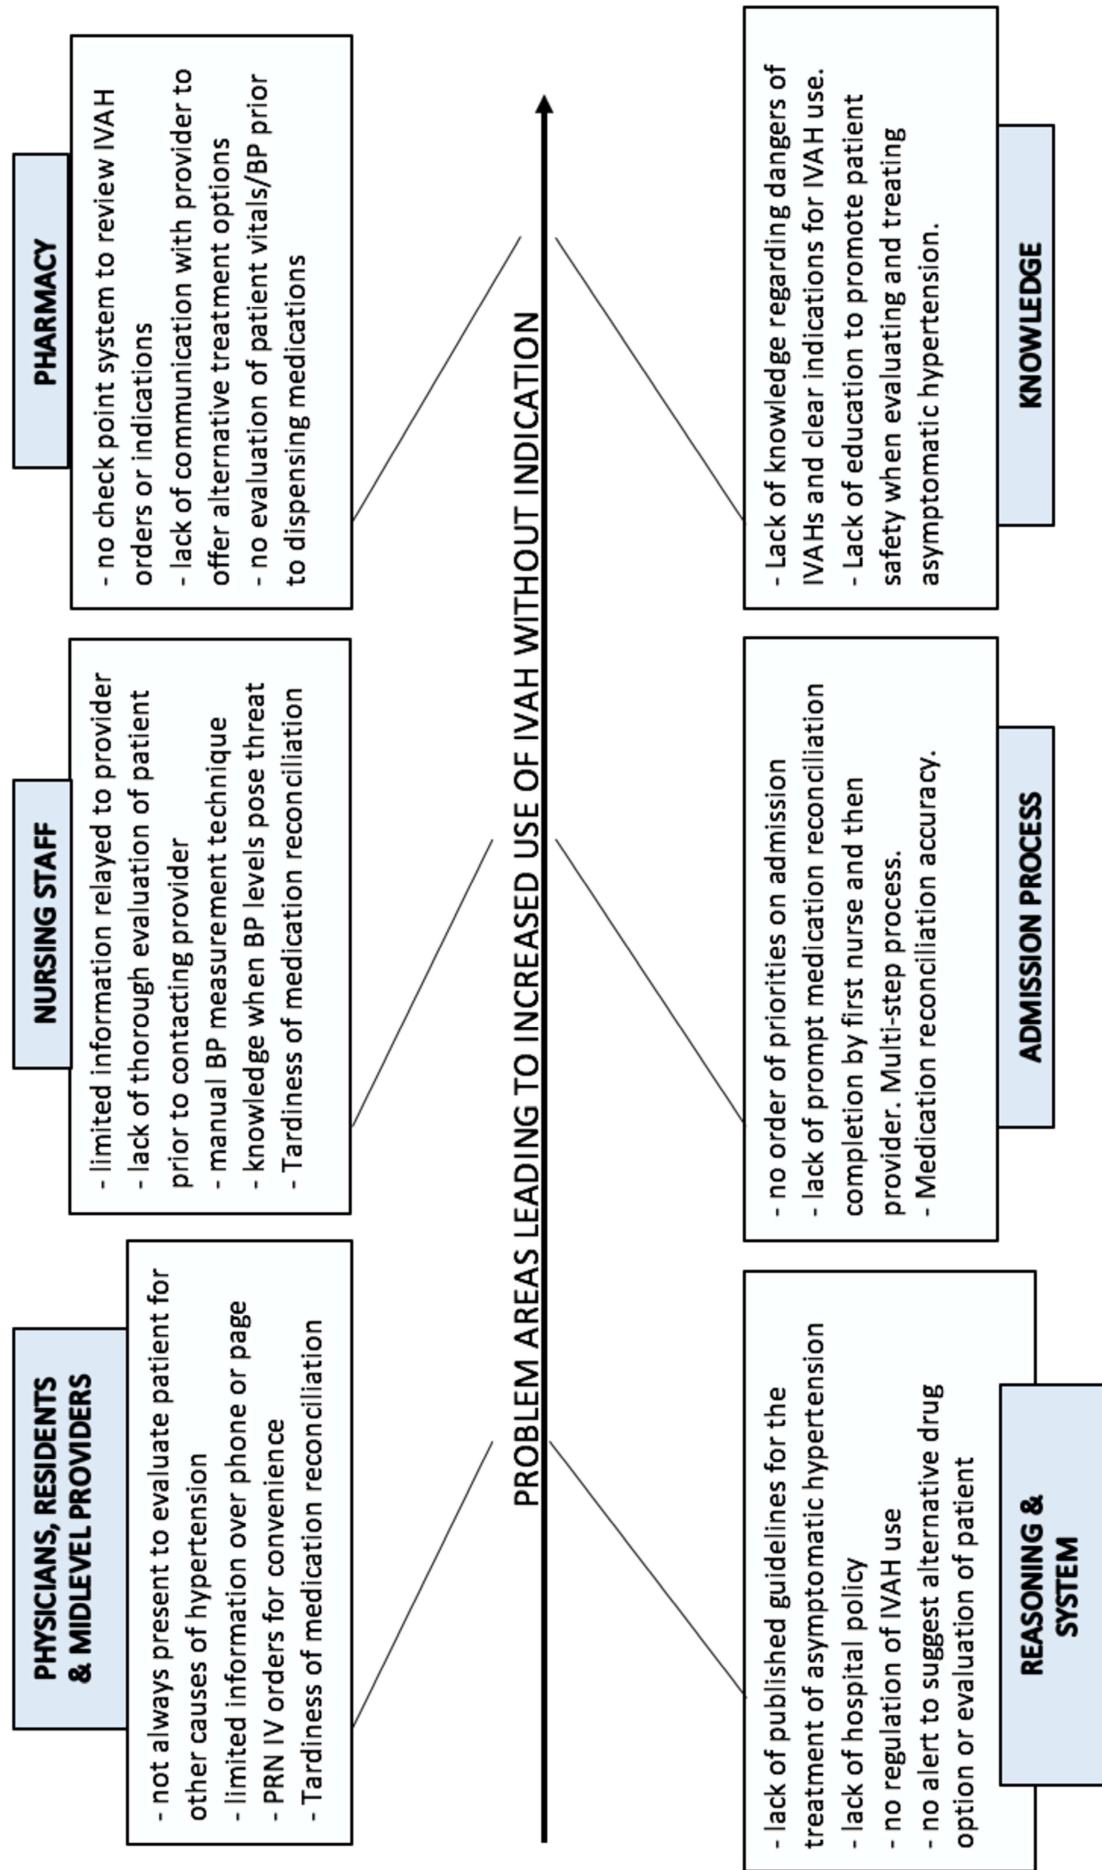 PHYSICIANS, RESIDENTS
& MIDLEVEL PROVIDERS
- not always present to evaluate patient for
other causes of hypertension
- limited information over phone or page
- PRN IV orders for convenience
- Tardiness of medication reconciliation
NURSING STAFF
- limited information relayed to provider
- lack of thorough evaluation of patient
prior to contacting provider
- manual BP measurement technique
- knowledge when BP levels pose threat
- Tardiness of medication reconciliation
PHARMACY
- no check point system to review IVAH
orders or indications
- lack of communication with provider to
offer alternative treatment options
- no evaluation of patient vitals/BP prior
to dispensing medications
PROBLEM AREAS LEADING TO INCREASED USE OF IVAH WITHOUT INDICATION
- lack of published guidelines for the
treatment of asymptomatic hypertension
- lack of hospital policy
- no regulation of IVAH use
- no alert to suggest alternative drug
option or evaluation of patient
REASONING &
SYSTEM
- no order of priorities on admission
- lack of prompt medication reconciliation
completion by first nurse and then
provider. Multi-step process.
- Medication reconciliation accuracy.
ADMISSION PROCESS
- Lack of knowledge regarding dangers of
IVAHs and clear indications for IVAH use.
- Lack of education to promote patient
safety when evaluating and treating
asymptomatic hypertension.
KNOWLEDGE